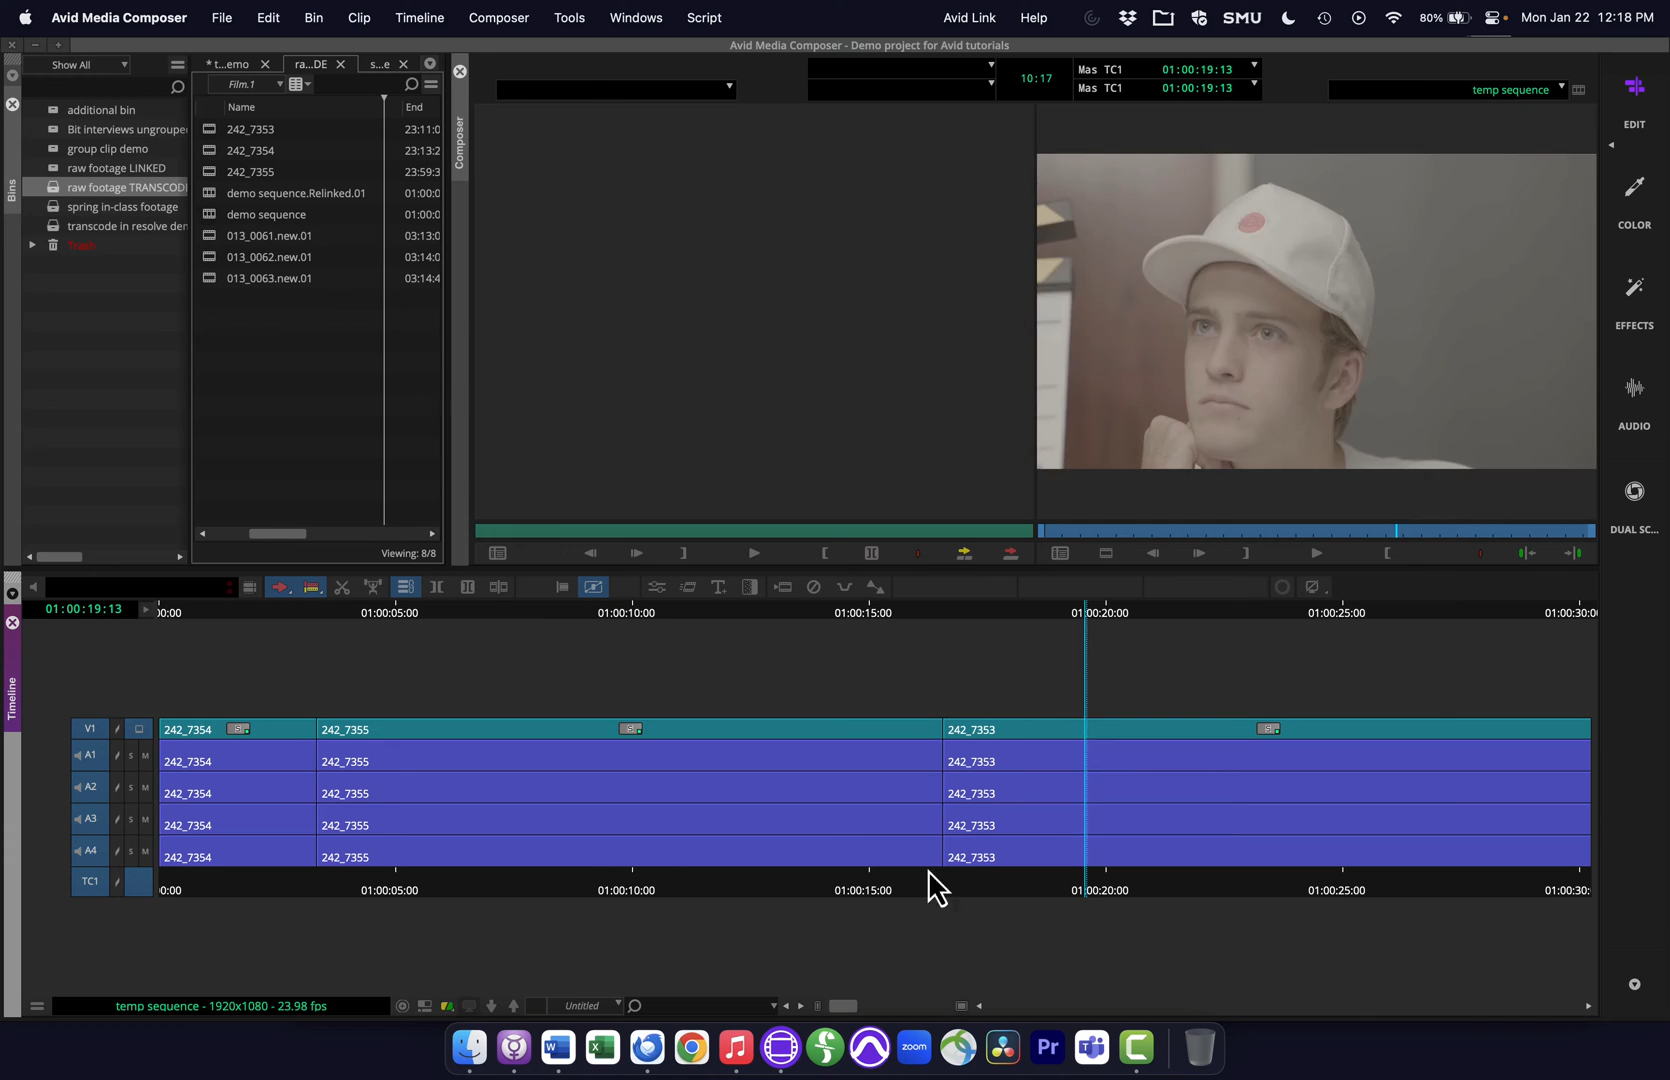 Avid Media Composer File Edit Bin Clip Timeline Composer Tools Windows Script Avid Link Help SMU 80% Mon Jan 22 12:18 PM
Avid Media Composer - Demo project for Avid tutorials
Show All
* t...emo
ra...DE
s...e
Film.1
Name End
additional bin
Bit interviews ungroupe
group clip demo
raw footage LINKED
raw footage TRANSCODE
spring in-class footage
transcode in resolve den
Trash
242_7353 23:11:0
242_7354 23:13:2
242_7355 23:59:3
demo sequence.Relinked.01 01:00:0
demo sequence 01:00:0
013_0061.new.01 03:13:0
013_0062.new.01 03:14:0
013_0063.new.01 03:14:4
Viewing: 8/8
Bins
Composer
10:17
Mas TC1 01:00:19:13
Mas TC1 01:00:19:13
temp sequence
EDIT
COLOR
EFFECTS
AUDIO
DUAL SC...
Timeline
01:00:19:13
00:00 01:00:05:00 01:00:10:00 01:00:15:00 01:00:20:00 01:00:25:00 01:00:30:0
V1 242_7354 S 242_7355 S 242_7353 S
A1 S M 242_7354 242_7355 242_7353
A2 S M 242_7354 242_7355 242_7353
A3 S M 242_7354 242_7355 242_7353
A4 S M 242_7354 242_7355 242_7353
TC1 00:00 01:00:05:00 01:00:10:00 01:00:15:00 01:00:20:00 01:00:25:00 01:00:30:
temp sequence - 1920x1080 - 23.98 fps
Untitled
zoom
Pr